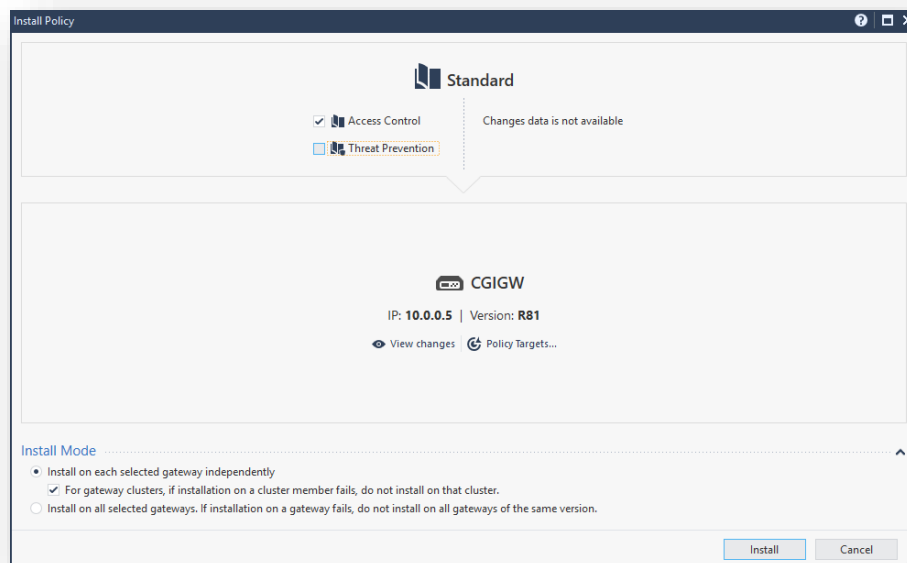 Install Policy
Standard
Access Control
Changes data is not available
Threat Prevention
CGIGW
IP: 10.0.0.5 | Version: R81
View changes
Policy Targets...
Install Mode
Install on each selected gateway independently
For gateway clusters, if installation on a cluster member fails, do not install on that cluster.
Install on all selected gateways. If installation on a gateway fails, do not install on all gateways of the same version.
Install
Cancel